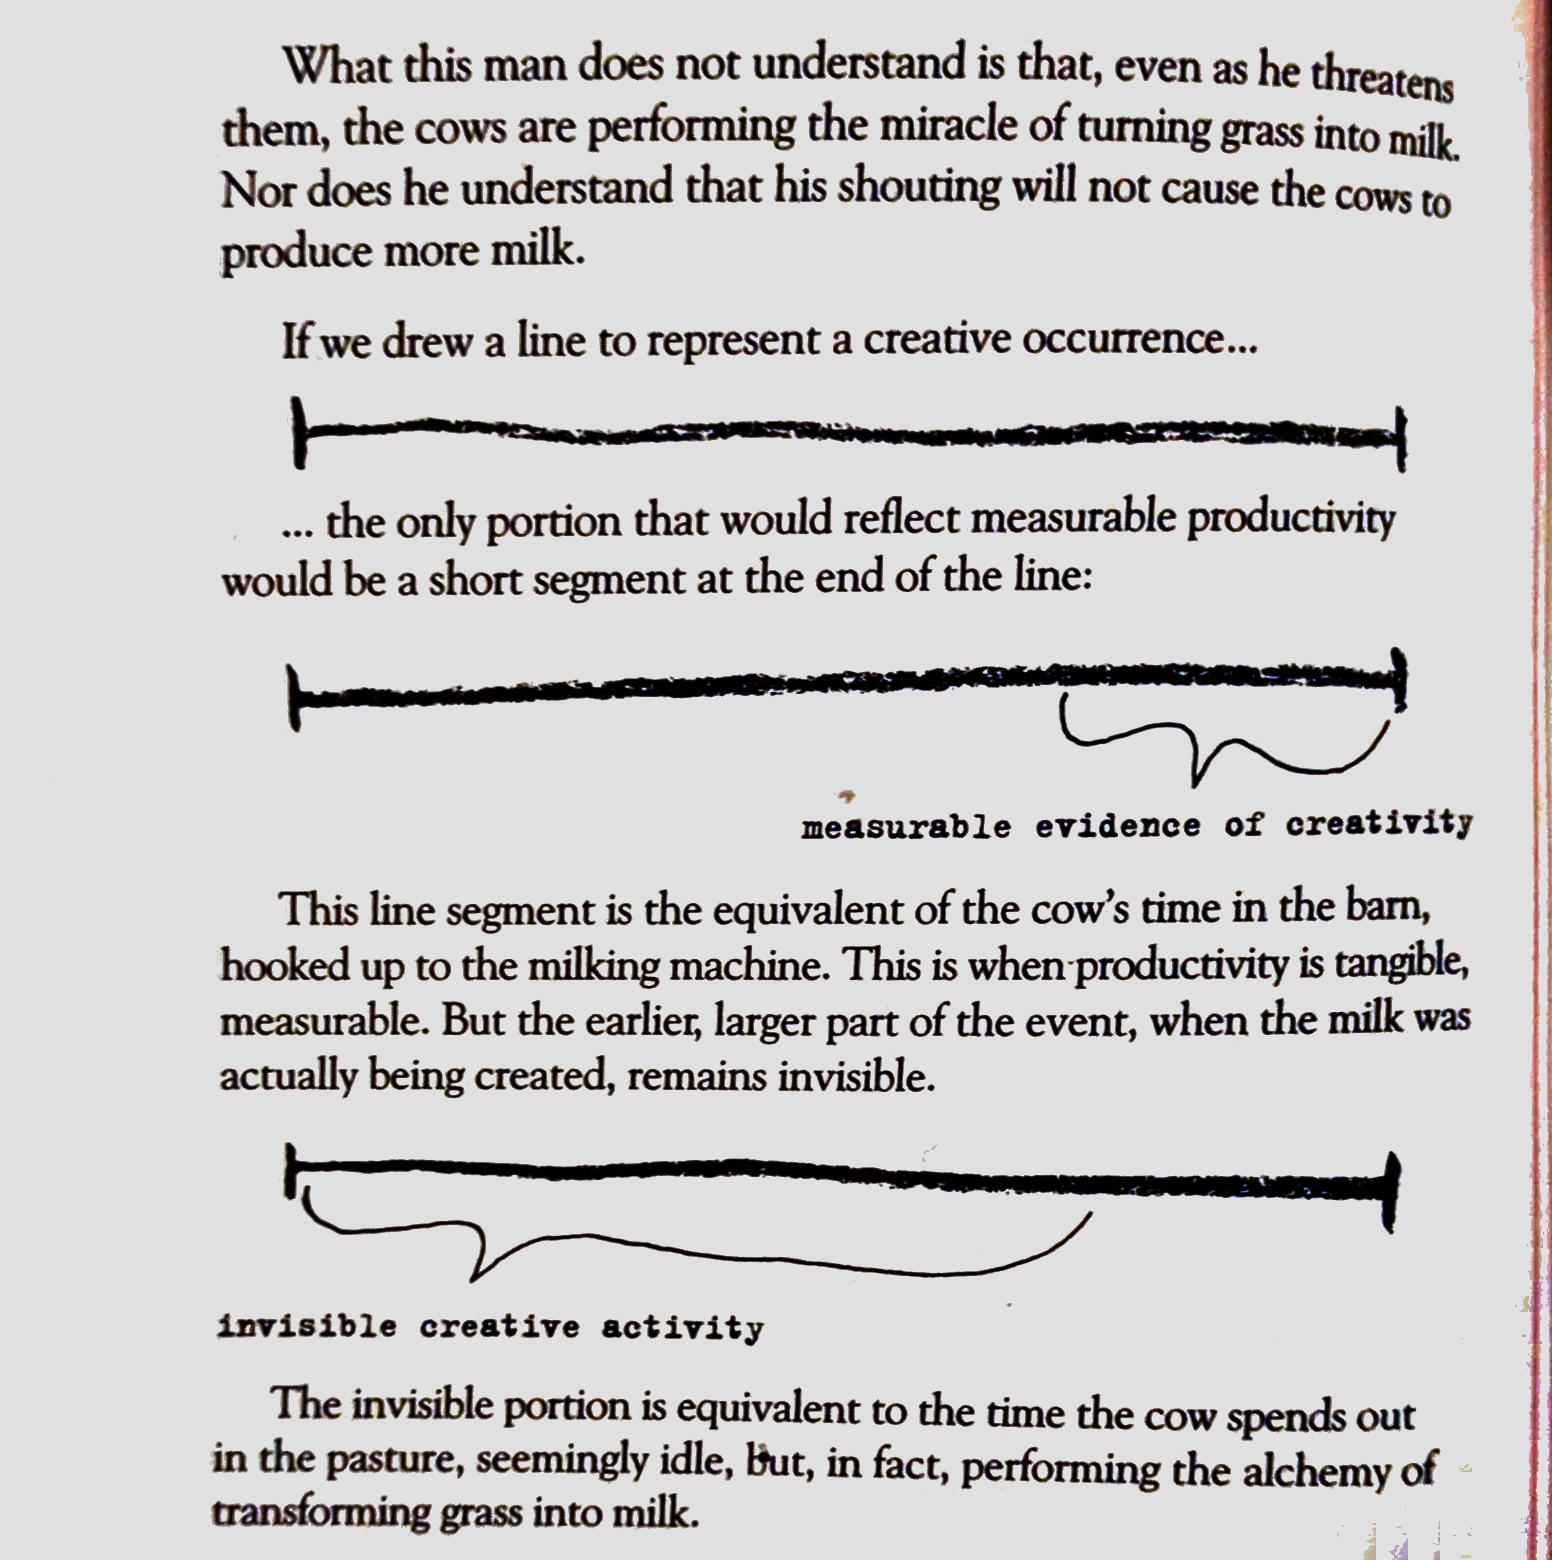 What this man does not understand is that, even as he threatens
them, the cows are performing the miracle of turning grass into milk.
Nor does he understand that his shouting will not cause the cows to
produce more milk.
If we drew a line to represent a creative occurrence...
... the only portion that would reflect measurable productivity
would be a short segment at the end of the line:
measurable evidence of creativity
This line segment is the equivalent of the cow's time in the barn,
hooked up to the milking machine. This is when productivity is tangible,
measurable. But the earlier, larger part of the event, when the milk was
actually being created, remains invisible.
invisible creative activity
The invisible portion is equivalent to the time the cow spends out
in the pasture, seemingly idle, but, in fact, performing the alchemy of
transforming grass into milk.